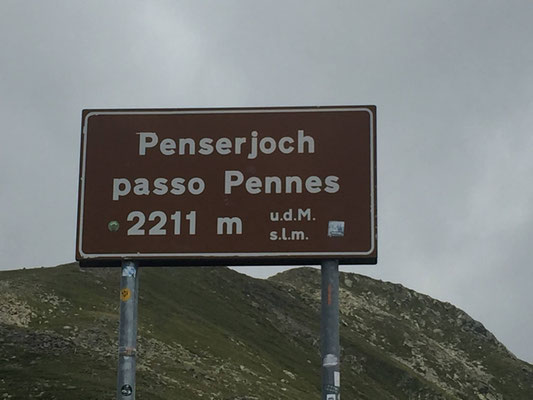 Penserjoch
passo Pennes
2211 m u.d.M.
s.l.m.